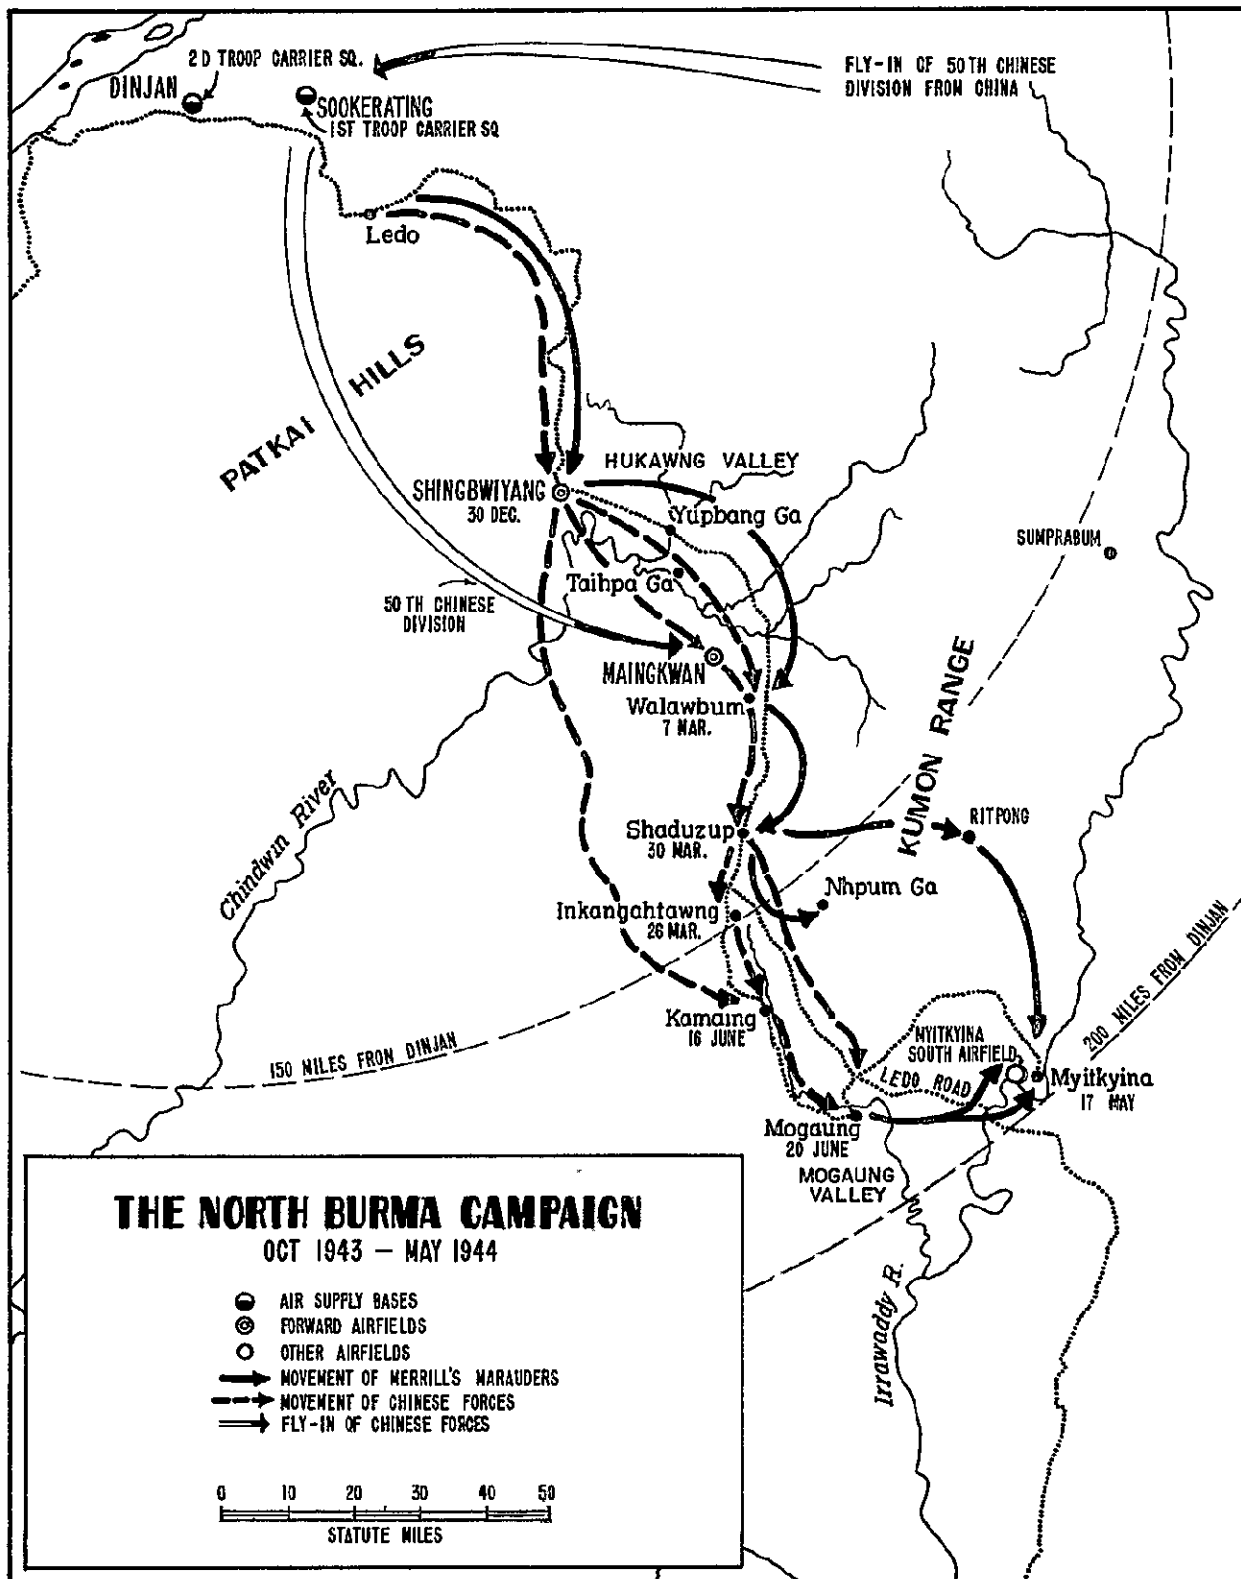 2D TROOP CARRIER SQ.
DINJAN
SOOKERATING
1ST TROOP CARRIER SQ
FLY-IN OF 50TH CHINESE
DIVISION FROM CHINA
Ledo
PATKAI HILLS
HUKAWNG VALLEY
SHINGBWIYANG
30 DEC.
Yupbang Ga
SUMPRABUM
Taihpa Ga
50TH CHINESE
DIVISION
MAINGKWAN
Walawbum
7 MAR.
KUMON RANGE
Chindwin River
Shaduzup
30 MAR.
RITPONG
Nhpum Ga
Inkangahtawng
26 MAR.
Kamaing
16 JUNE
150 MILES FROM DINJAN
200 MILES FROM DINJAN
MYITKYINA
SOUTH AIRFIELD
LEDO ROAD
Myitkyina
17 MAY
Mogaung
20 JUNE
MOGAUNG
VALLEY
Irrawaddy R.
THE NORTH BURMA CAMPAIGN
OCT 1943 — MAY 1944
AIR SUPPLY BASES
FORWARD AIRFIELDS
OTHER AIRFIELDS
MOVEMENT OF MERRILL'S MARAUDERS
MOVEMENT OF CHINESE FORCES
FLY-IN OF CHINESE FORCES
0 10 20 30 40 50
STATUTE MILES